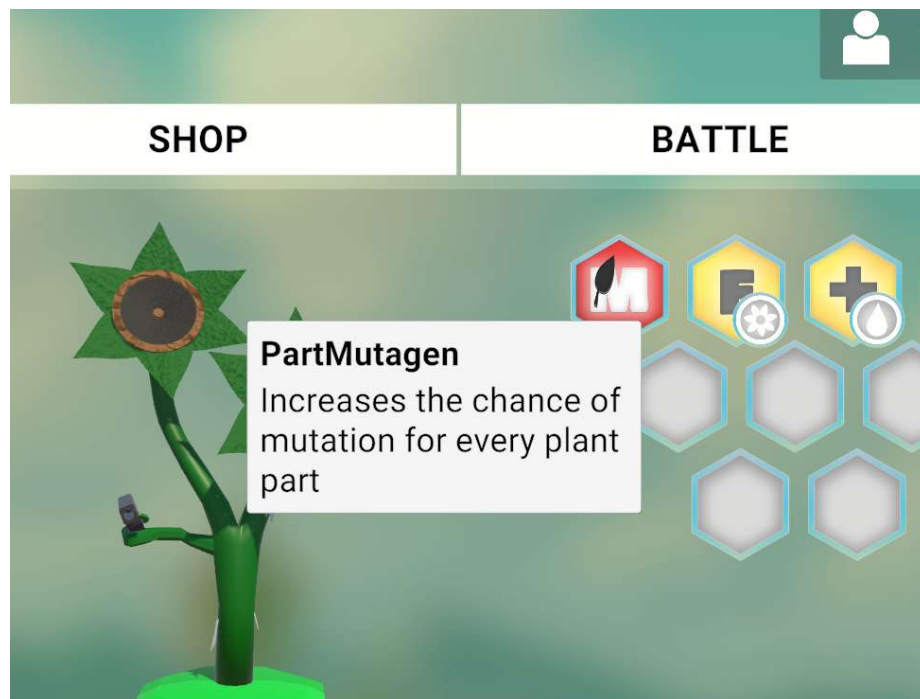 SHOP
BATTLE
M
F
+
PartMutagen
Increases the chance of
mutation for every plant
part